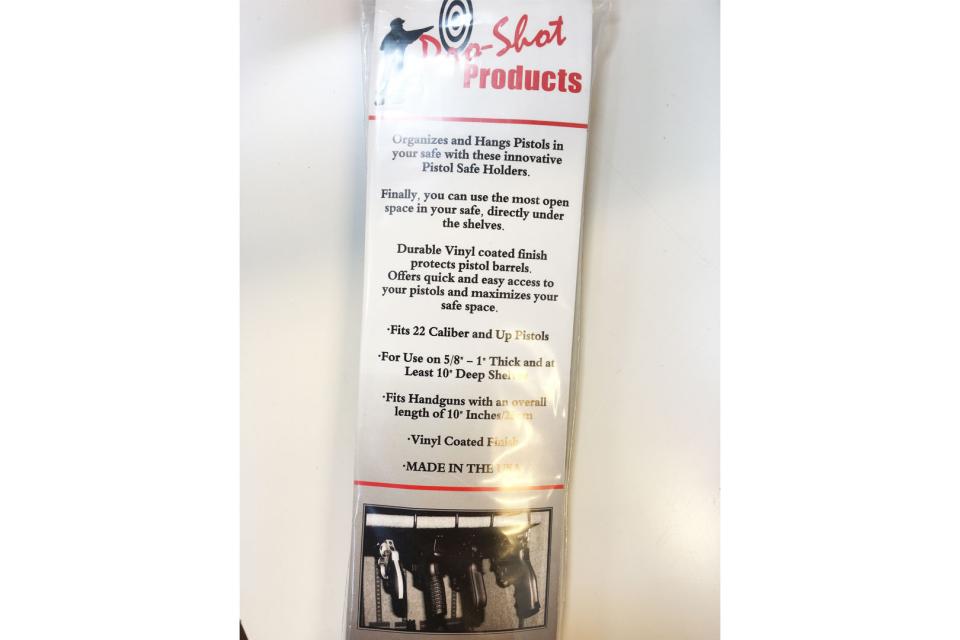 Pro-Shot
Products
Organizes and Hangs Pistols in
your safe with these innovative
Pistol Safe Holders.
Finally, you can use the most open
space in your safe, directly under
the shelves.
Durable Vinyl coated finish
protects pistol barrels.
Offers quick and easy access to
your pistols and maximizes your
safe space.
·Fits 22 Caliber and Up Pistols
·For Use on 5/8" – 1" Thick and at
Least 10" Deep
·Fits Handguns with an overall
length of 10" Inches/
·Vinyl Coated Finish
·MADE IN THE USA